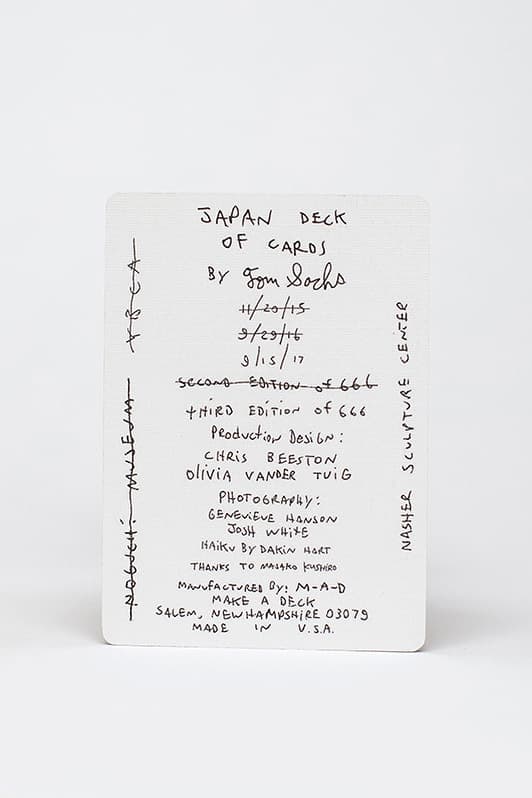 JAPAN DECK
OF CARDS
BY Tom Sachs
11/20/15
9/29/16
9/15/17
SECOND EDITION of 666
tHIRD EDITION of 666
Production Design:
CHRIS BEESTON
OLIVIA VANDER TUIG
PHOTOGRAPHY:
GENEVIEVE HANSON
JOSH WHITE
HAIKU BY DAKIN HART
THANKS TO MASAKO KUSHIRO
MANUFACTURED BY: M-A-D
MAKE A DECK
SALEM, NEW HAMPSHIRE 03079
MADE IN U.S.A.
NOGUCHI MUSEUM YBCA
NASHER SCULPTURE CENTER